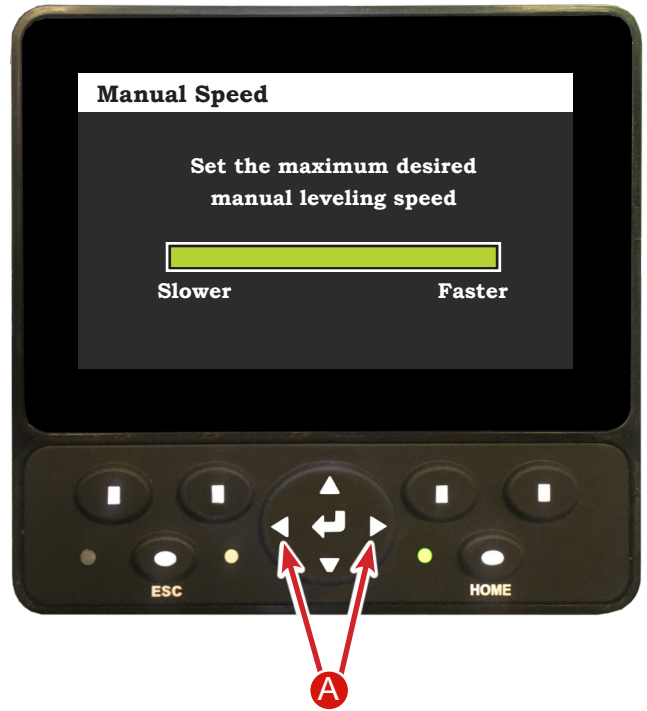 Manual Speed
Set the maximum desired
manual leveling speed
Slower Faster
ESC HOME
A